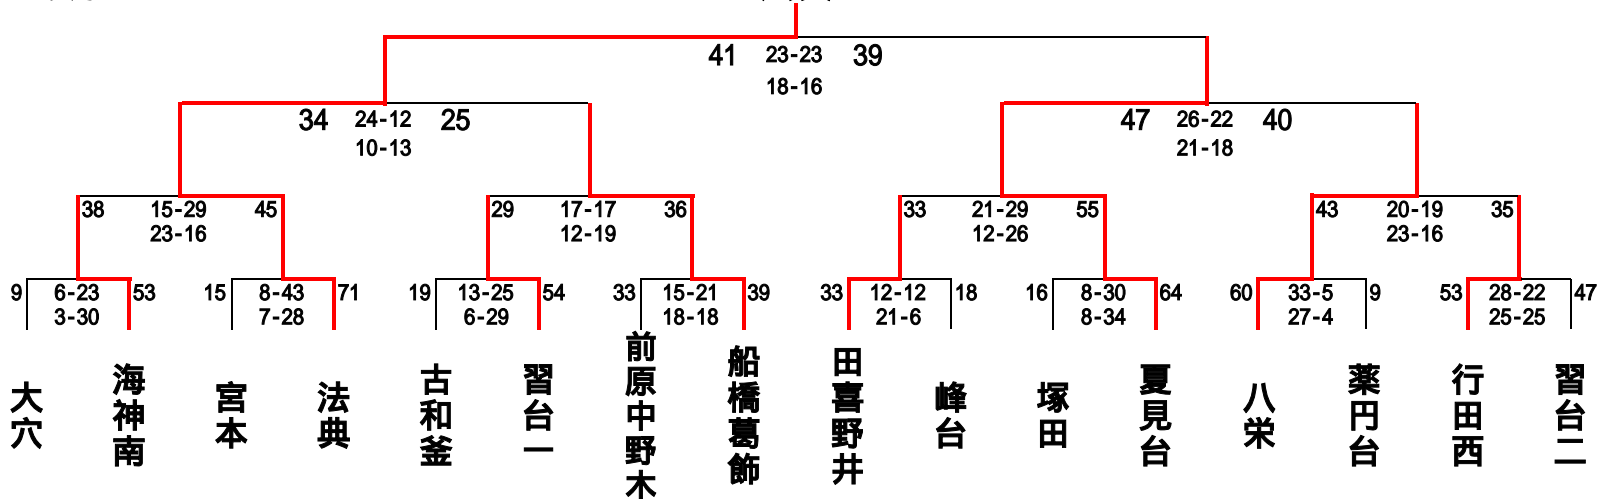 41 23-23 39
18-16
34 24-12 25
10-13
47 26-22 40
21-18
38 15-29 45
23-16
29 17-17 36
12-19
33 21-29 55
12-26
43 20-19 35
23-16
9 6-23 53
3-30
15 8-43 71
7-28
19 13-25 54
6-29
33 15-21 39
18-18
33 12-12 18
21-6
16 8-30 64
8-34
60 33-5 9
27-4
53 28-22 47
25-25
大穴
海神南
宮本
法典
古和釜
習台一
前原中野木
船橋葛飾
田喜野井
峰台
塚田
夏見台
八栄
薬円台
行田西
習台二